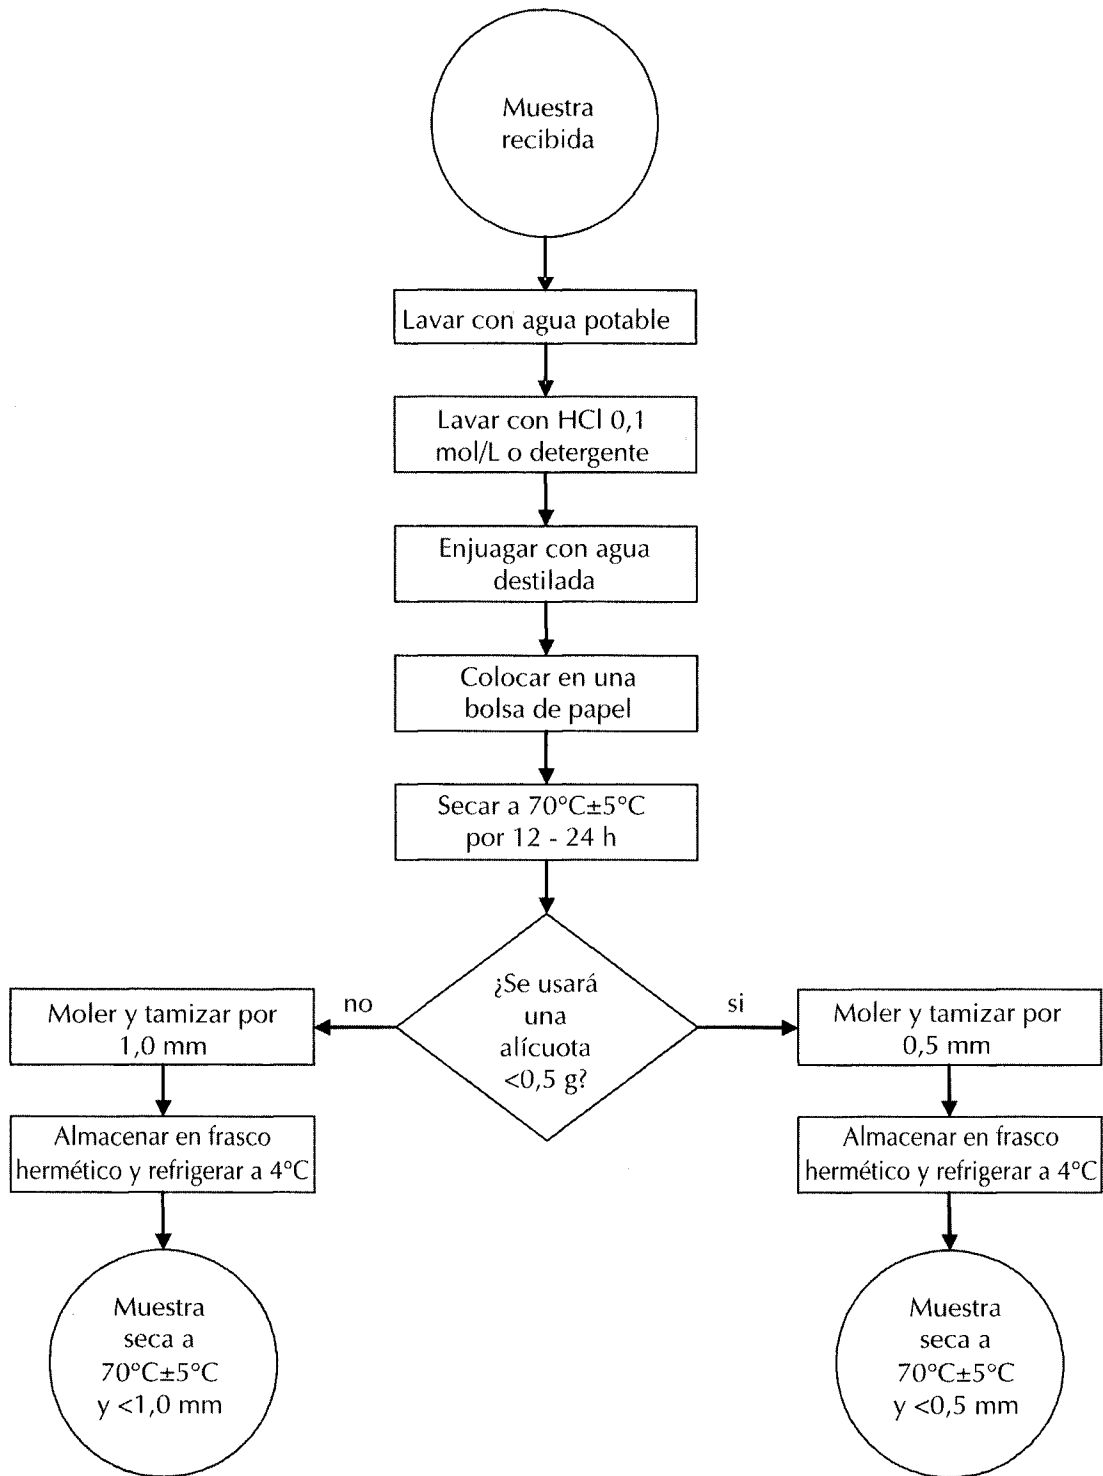 Muestra
recibida
Lavar con agua potable
Lavar con HCl 0,1
mol/L o detergente
Enjuagar con agua
destilada
Colocar en una
bolsa de papel
Secar a 70°C±5°C
por 12 - 24 h
¿Se usará
una
alícuota
<0,5 g?
no
si
Moler y tamizar por
1,0 mm
Almacenar en frasco
hermético y refrigerar a 4°C
Muestra
seca a
70°C±5°C
y <1,0 mm
Moler y tamizar por
0,5 mm
Almacenar en frasco
hermético y refrigerar a 4°C
Muestra
seca a
70°C±5°C
y <0,5 mm